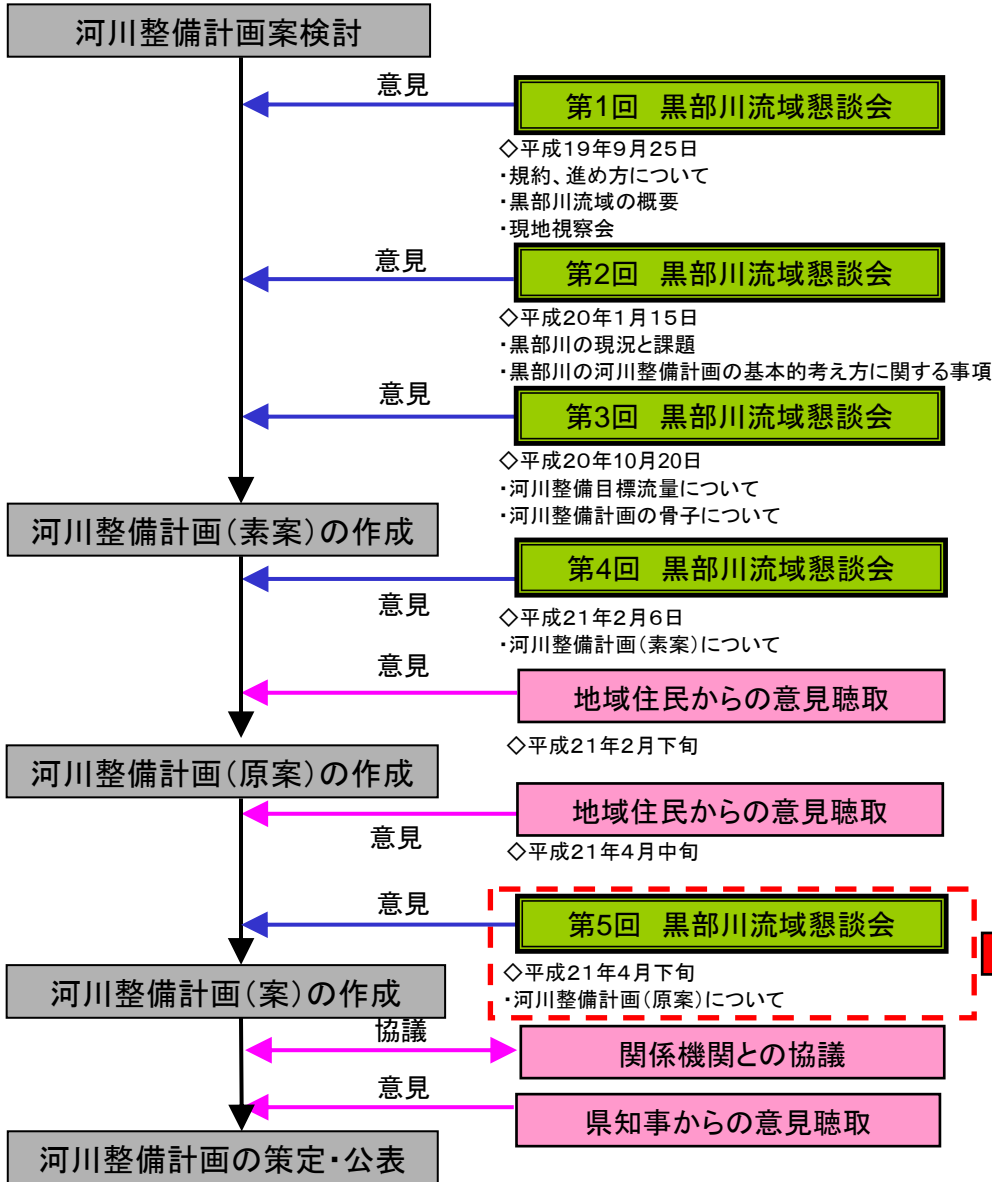 河川整備計画案検討
意見
第1回 黒部川流域懇談会
◇平成19年9月25日
・規約、進め方について
・黒部川流域の概要
・現地視察会
意見
第2回 黒部川流域懇談会
◇平成20年1月15日
・黒部川の現況と課題
・黒部川の河川整備計画の基本的考え方に関する事項
意見
第3回 黒部川流域懇談会
◇平成20年10月20日
・河川整備目標流量について
・河川整備計画の骨子について
河川整備計画(素案)の作成
第4回 黒部川流域懇談会
意見
◇平成21年2月6日
・河川整備計画(素案)について
意見
地域住民からの意見聴取
◇平成21年2月下旬
河川整備計画(原案)の作成
地域住民からの意見聴取
意見
◇平成21年4月中旬
意見
第5回 黒部川流域懇談会
◇平成21年4月下旬
・河川整備計画(原案)について
河川整備計画(案)の作成
協議
関係機関との協議
意見
県知事からの意見聴取
河川整備計画の策定・公表